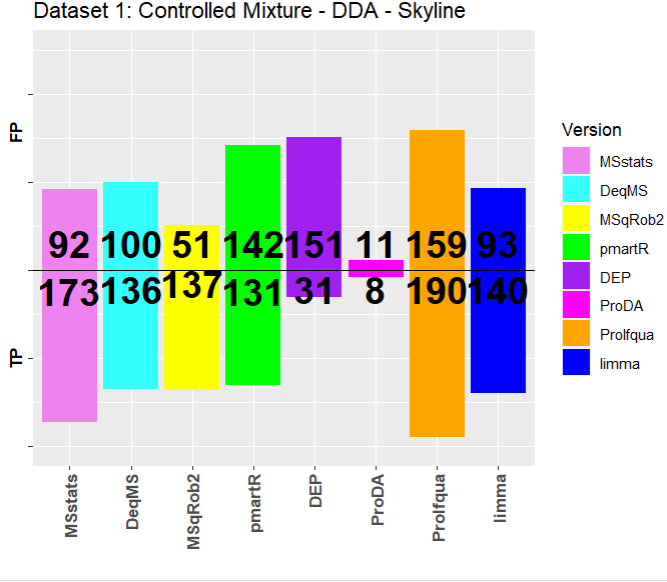 Dataset 1: Controlled Mixture - DDA - Skyline
FP
TP
92 100 51 142 151 11 159 93
173 136 137 131 31 8 190 140
MSstats
DeqMS
MSqRob2
pmartR
DEP
ProDA
Prolfqua
limma
Version
MSstats
DeqMS
MSqRob2
pmartR
DEP
ProDA
Prolfqua
limma